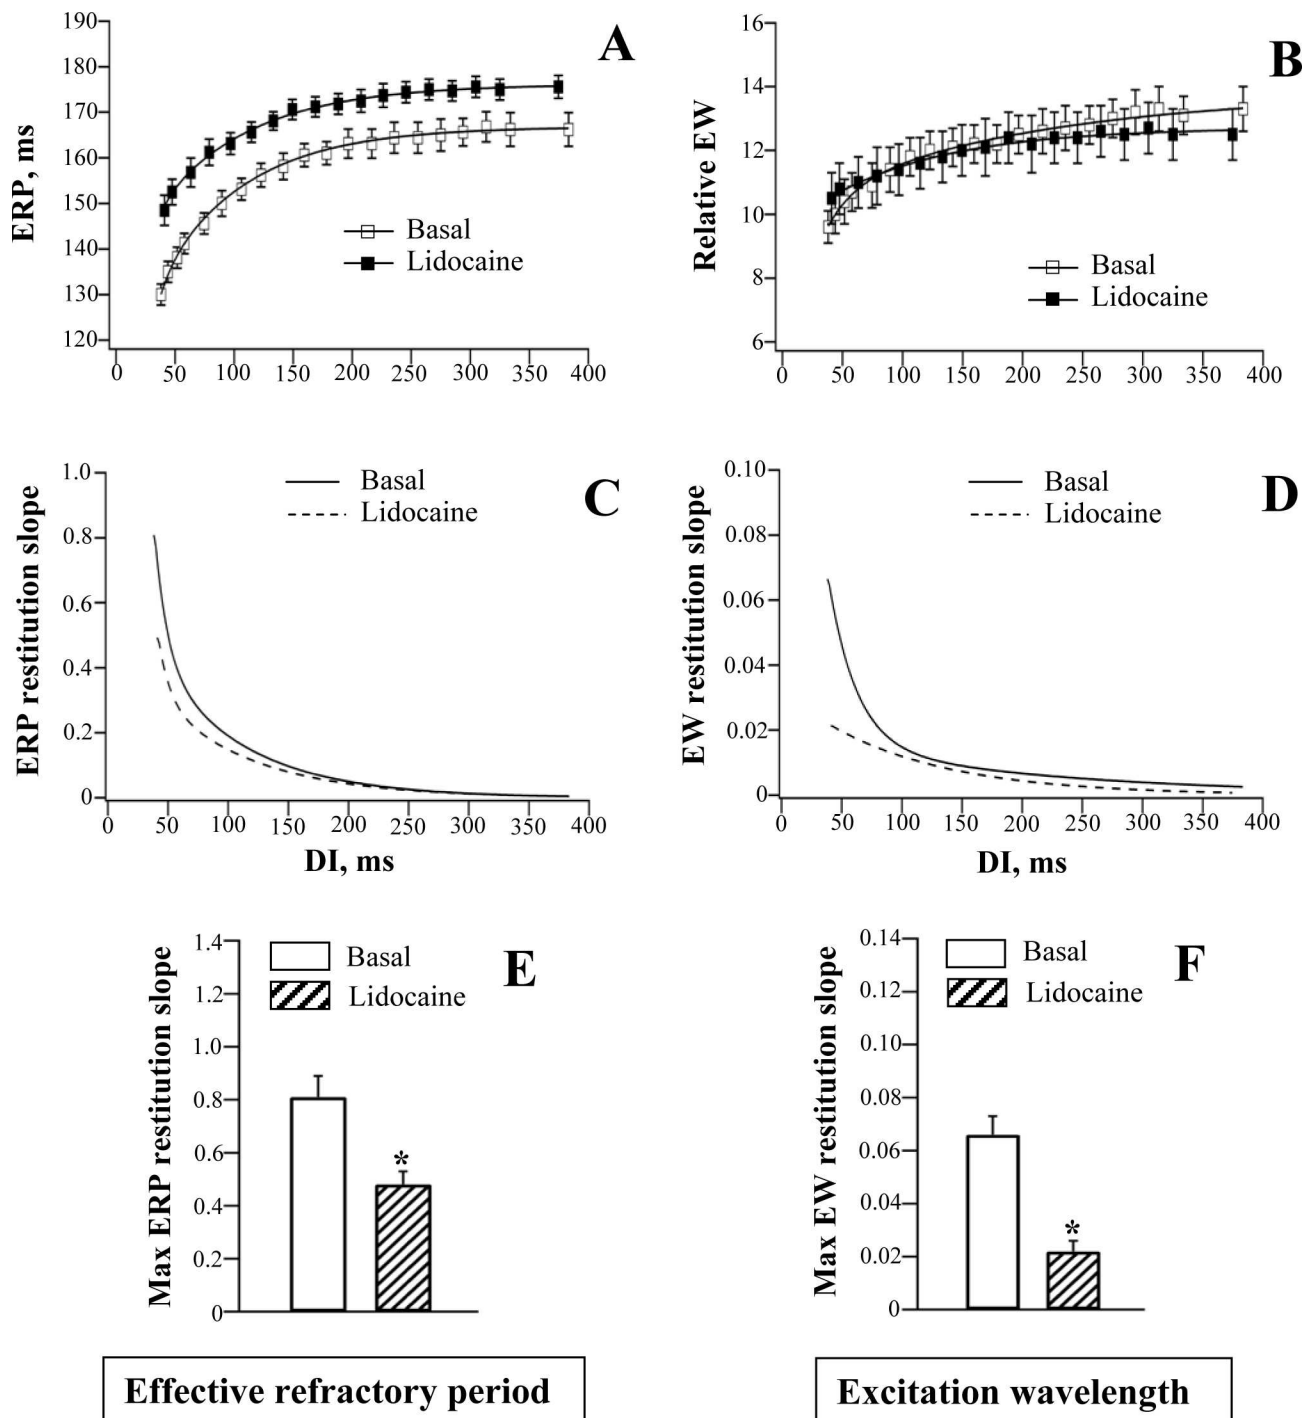 A
ERP, ms
190
180
170
160
150
140
130
120
Basal
Lidocaine
0 50 100 150 200 250 300 350 400
B
Relative EW
16
14
12
10
8
6
Basal
Lidocaine
0 50 100 150 200 250 300 350 400
C
ERP restitution slope
1.0
0.8
0.6
0.4
0.2
0
Basal
Lidocaine
0 50 100 150 200 250 300 350 400
DI, ms
D
EW restitution slope
0.10
0.08
0.06
0.04
0.02
0
Basal
Lidocaine
0 50 100 150 200 250 300 350 400
DI, ms
E
Max ERP restitution slope
1.4
1.2
1.0
0.8
0.6
0.4
0.2
0
Basal
Lidocaine
*
Effective refractory period
F
Max EW restitution slope
0.14
0.12
0.10
0.08
0.06
0.04
0.02
0
Basal
Lidocaine
*
Excitation wavelength